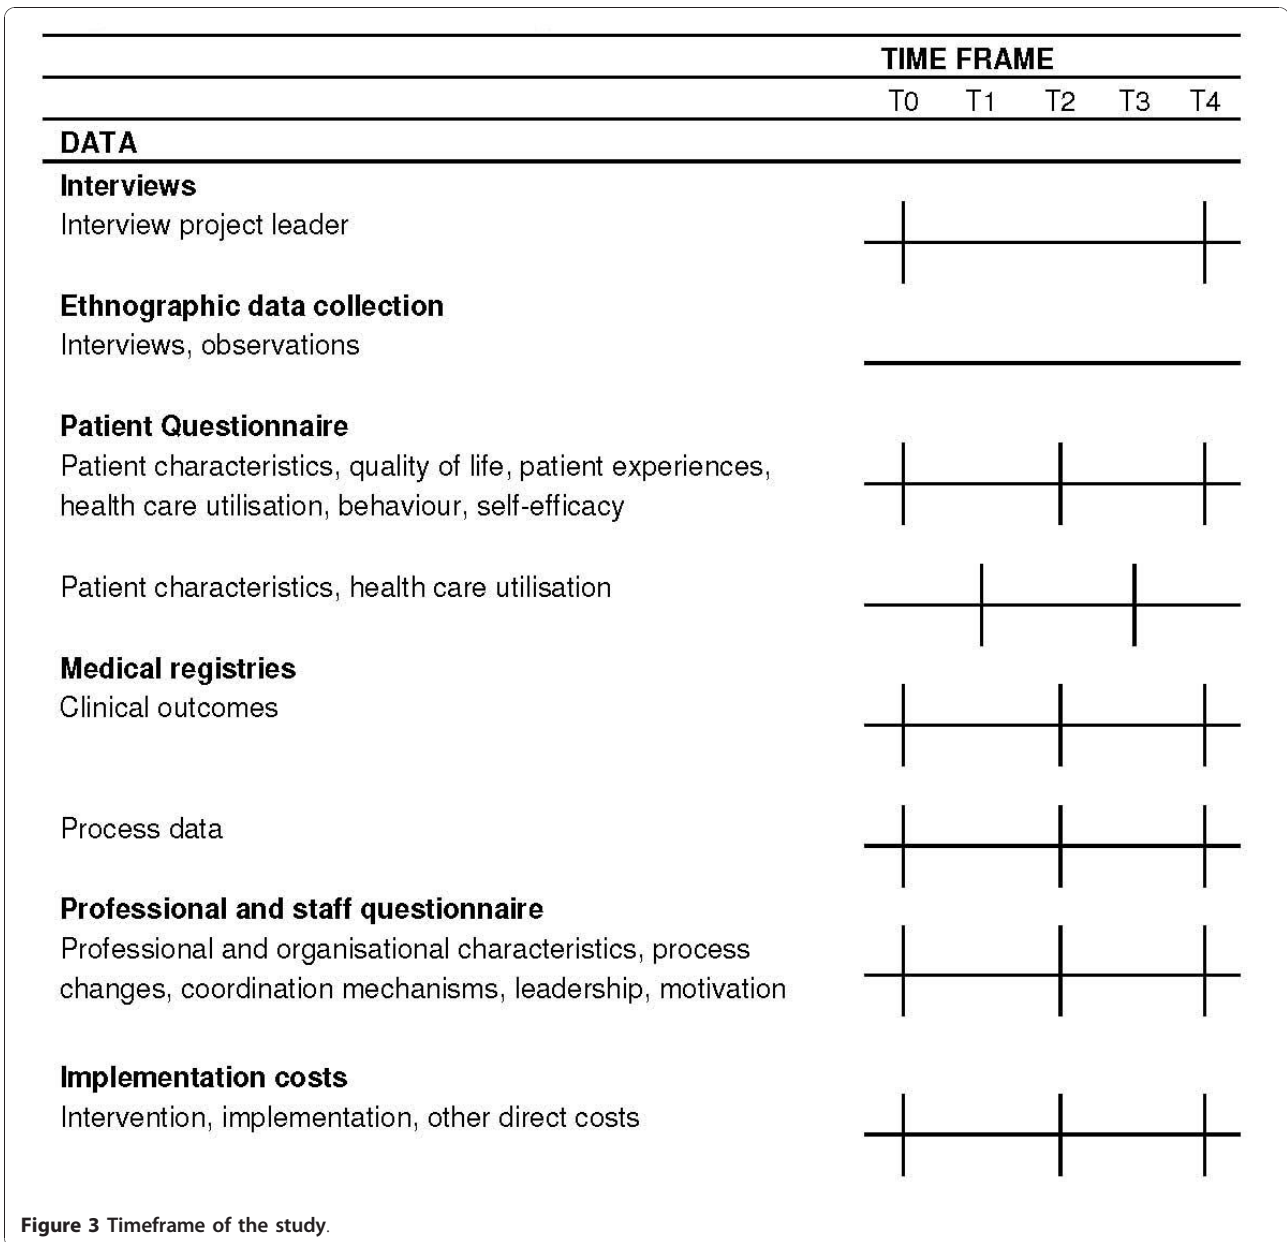 TIME FRAME
T0 T1 T2 T3 T4
DATA
Interviews
Interview project leader
Ethnographic data collection
Interviews, observations
Patient Questionnaire
Patient characteristics, quality of life, patient experiences,
health care utilisation, behaviour, self-efficacy
Patient characteristics, health care utilisation
Medical registries
Clinical outcomes
Process data
Professional and staff questionnaire
Professional and organisational characteristics, process
changes, coordination mechanisms, leadership, motivation
Implementation costs
Intervention, implementation, other direct costs
Figure 3 Timeframe of the study.